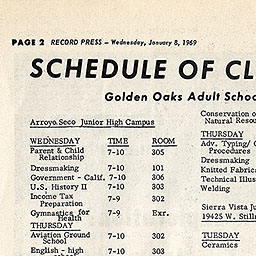 PAGE 2 RECORD PRESS — Wednesday, January 8, 1969
SCHEDULE OF CL
Golden Oaks Adult Schoo
Arroyo Seco Junior High Campus
WEDNESDAY TIME ROOM
Parent & Child 7-10 305
Relationship
Dressmaking 7-10 101
Government - Calif. 7-10 306
U.S. History II 7-10 303
Income Tax 7-9 302
Preparation
Gymnastics for 7-9 Exr.
Health
THURSDAY
Aviation Ground 7-10 302
School
English - high 7-10 303
Conservation o
Natural Resou
THURSDAY
Adv. Typing/ O
Procedures
Dressmaking
Knitted Fabric
Technical Illus
Welding
Sierra Vista Ju
19425 W. Stilln
TUESDAY
Ceramics